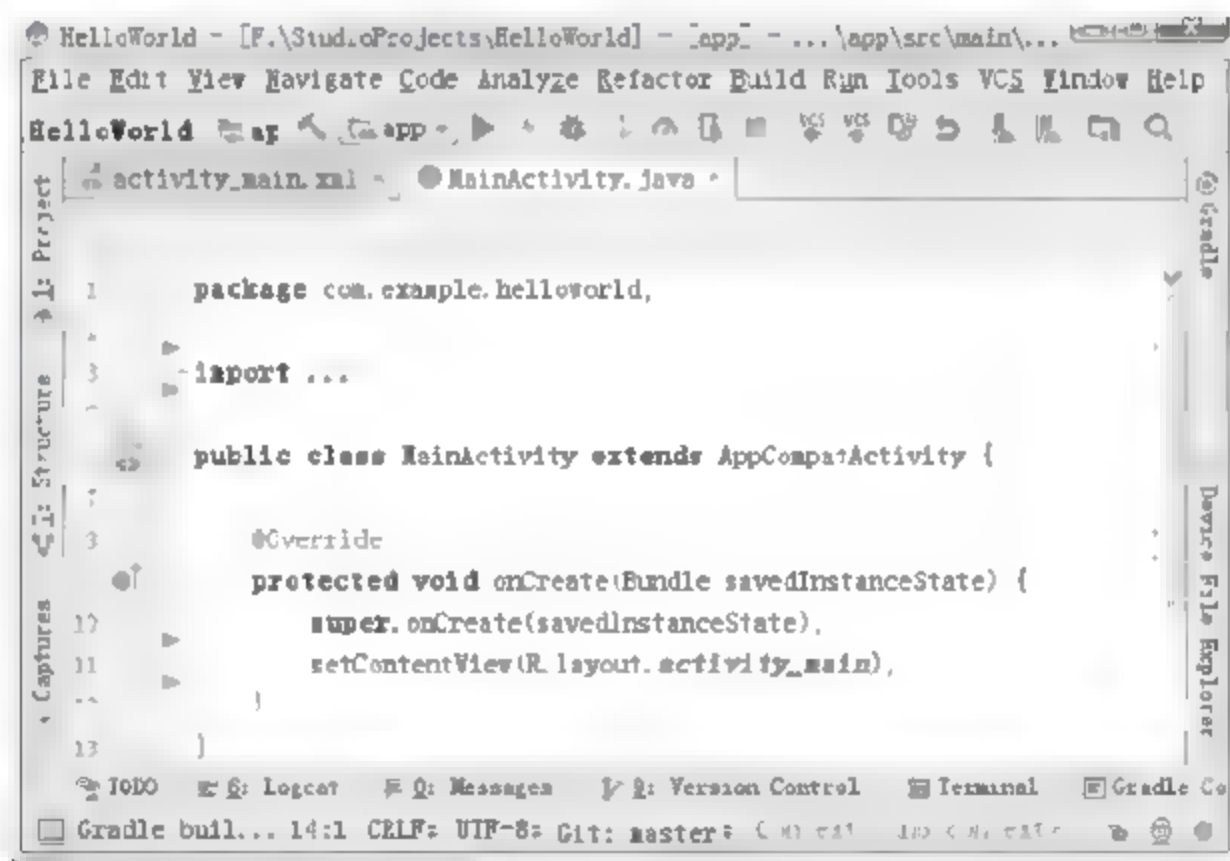 HelloWorld - [F:\StudioProjects\HelloWorld] - [app] - ...\app\src\main\...
File Edit View Navigate Code Analyze Refactor Build Run Tools VCS Window Help
HelloWorld ap app
activity_main.xml MainActivity.java
1: Project
Gradle
1 package com.example.helloworld;
3 import ...
public class MainActivity extends AppCompatActivity {
Structure
@Override
protected void onCreate(Bundle savedInstanceState) {
super.onCreate(savedInstanceState);
11 setContentView(R.layout.activity_main);
}
13 }
Captures
Device File Explorer
TODO 6: Logcat 0: Messages 9: Version Control Terminal Gradle Co
Gradle buil... 14:1 CRLF: UTF-8: Git: master: